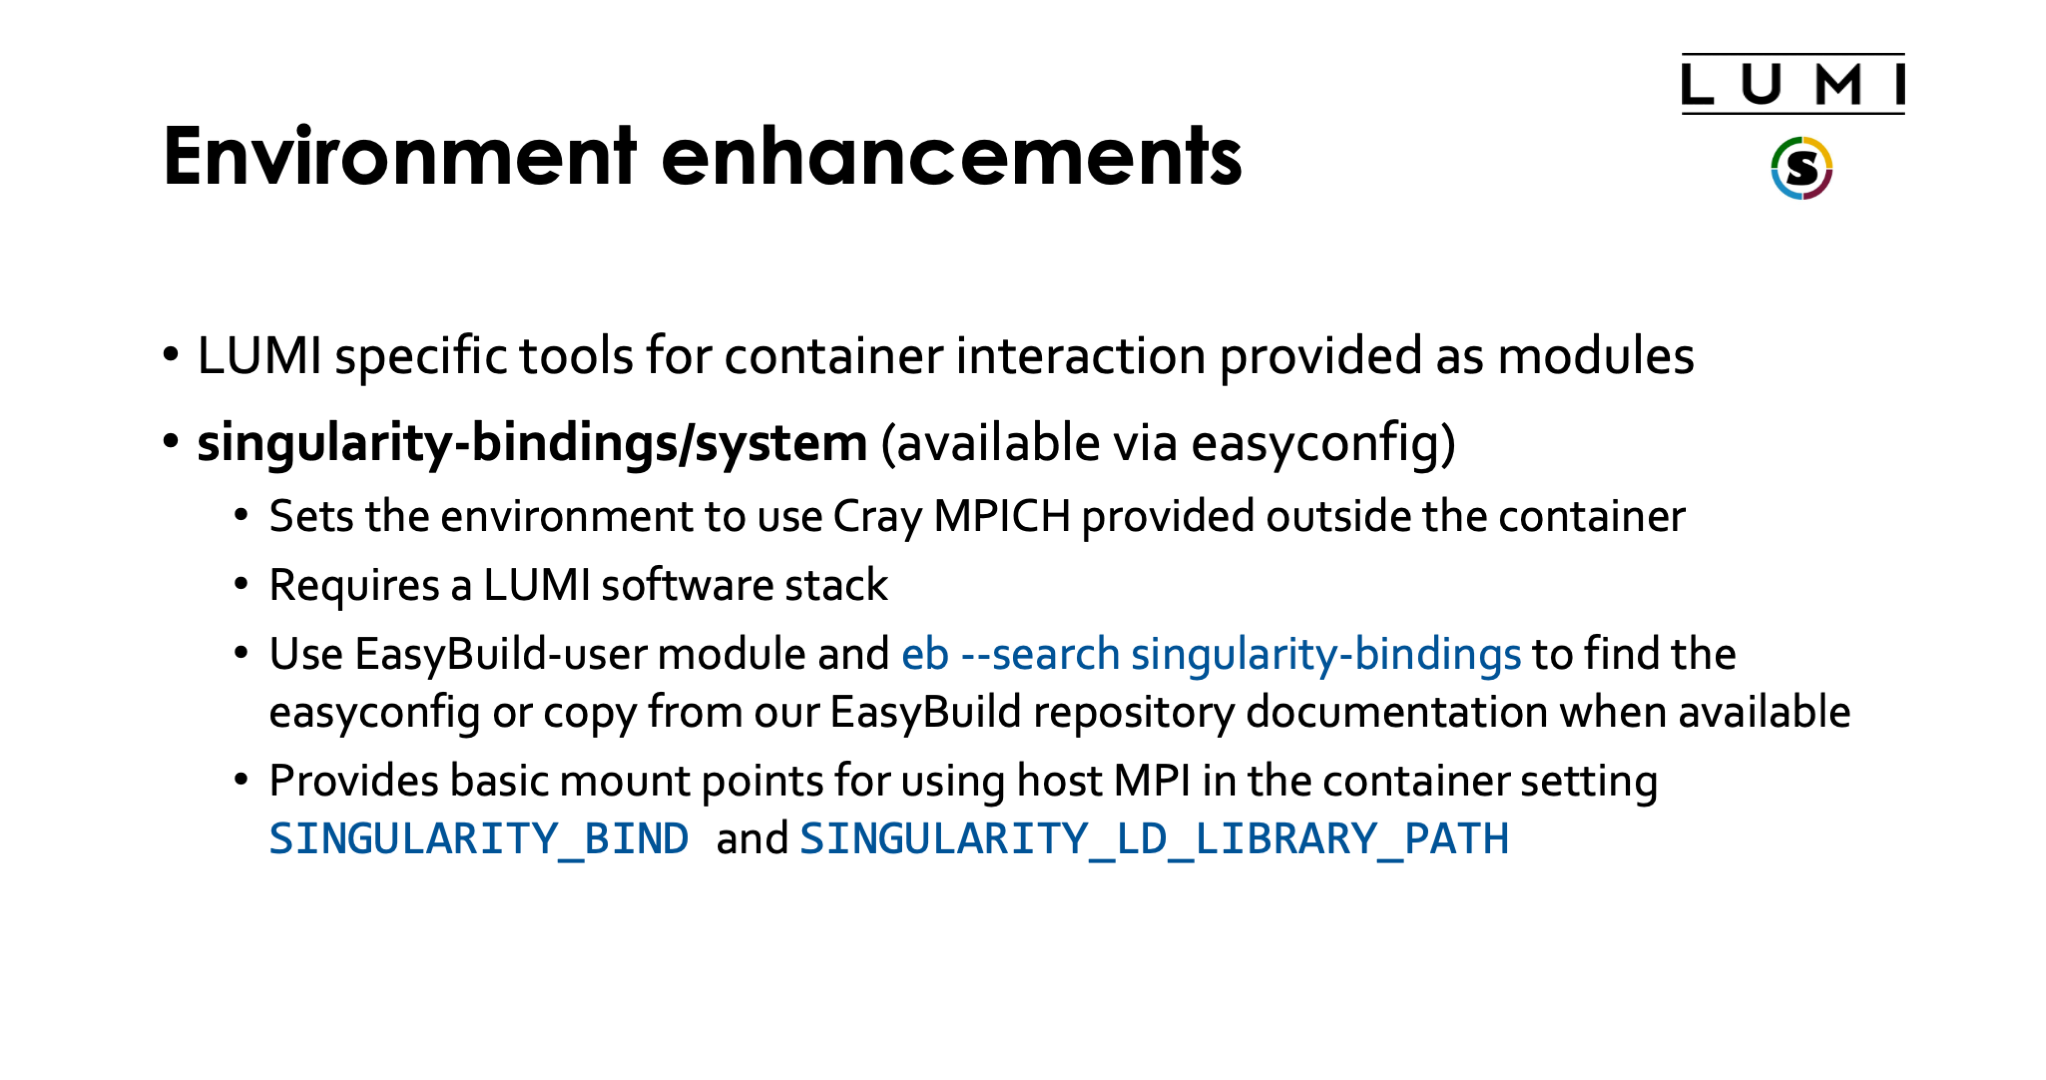 L U M I
S
Environment enhancements
• LUMI specific tools for container interaction provided as modules
• singularity-bindings/system (available via easyconfig)
• Sets the environment to use Cray MPICH provided outside the container
• Requires a LUMI software stack
• Use EasyBuild-user module and eb --search singularity-bindings to find the
easyconfig or copy from our EasyBuild repository documentation when available
• Provides basic mount points for using host MPI in the container setting
SINGULARITY_BIND and SINGULARITY_LD_LIBRARY_PATH